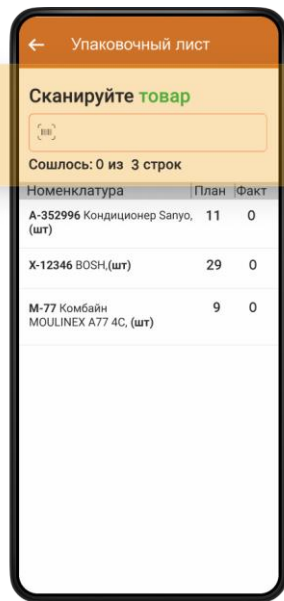 Упаковочный лист
Сканируйте товар
Сошлось: 0 из 3 строк
Номенклатура План Факт
А-352996 Кондиционер Sanyo, 11 0
(шт)
X-12346 BOSH,(шт) 29 0
М-77 Комбайн 9 0
MOULINEX A77 4C, (шт)